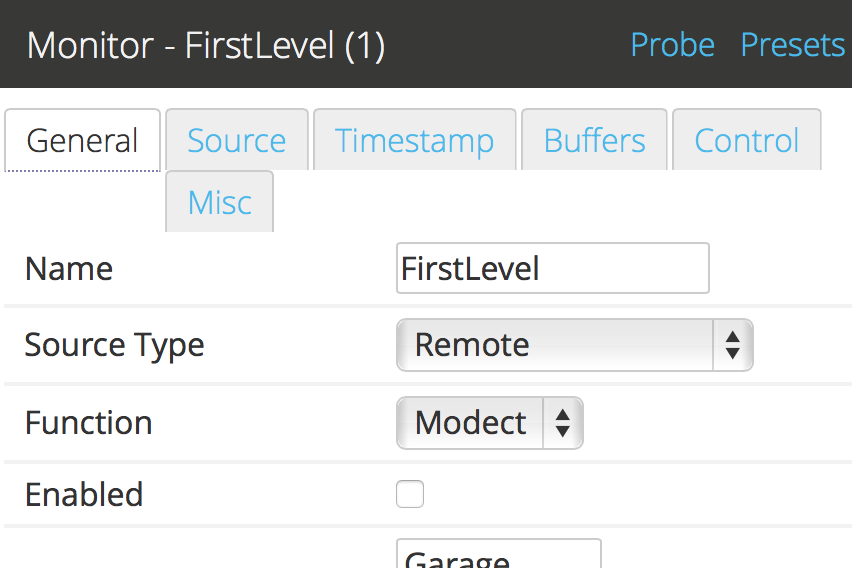 Monitor - FirstLevel (1) Probe Presets
General Source Timestamp Buffers Control
Misc
Name FirstLevel
Source Type Remote
Function Modect
Enabled
Garage